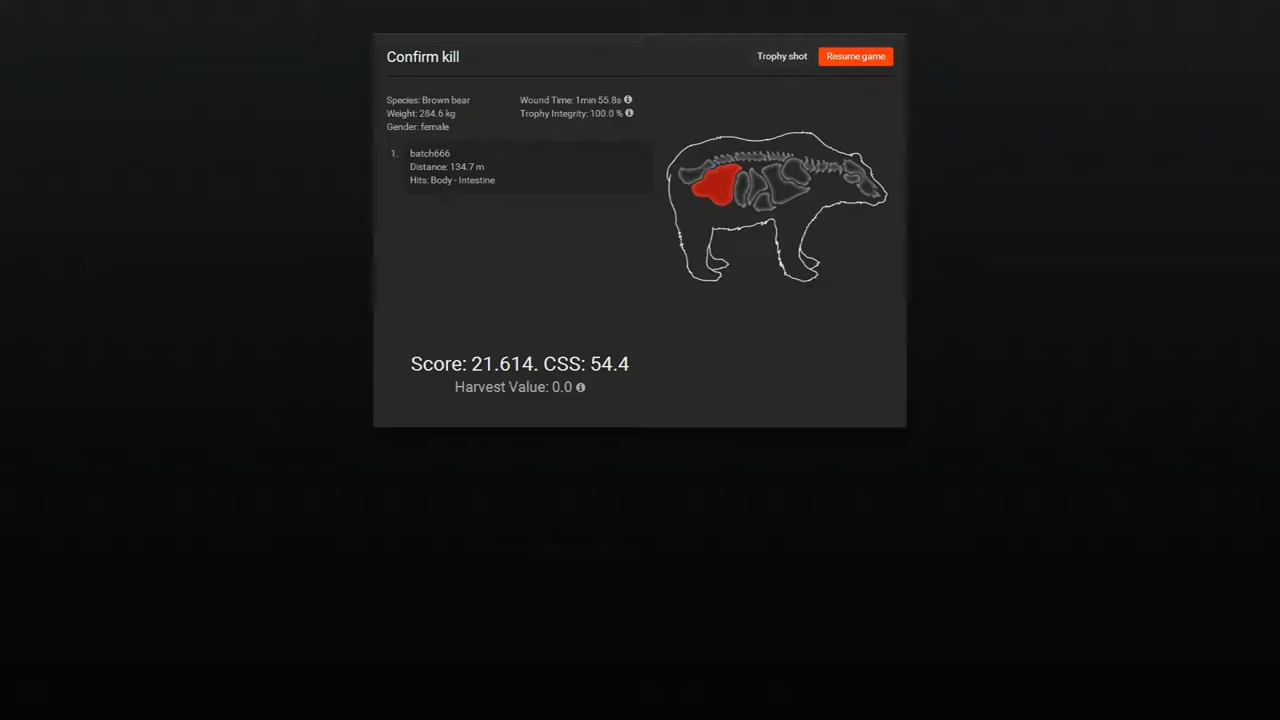 Confirm kill
Trophy shot
Resume game
Species: Brown bear
Weight: 284.6 kg
Gender: female
Wound Time: 1min 55.8s
Trophy Integrity: 100.0 %
1. batch666
Distance: 134.7 m
Hits: Body - Intestine
Score: 21.614. CSS: 54.4
Harvest Value: 0.0